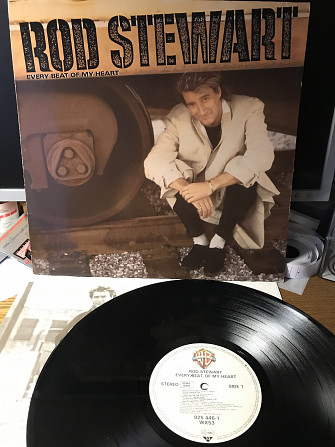 ROD STEWART
EVERY BEAT OF MY HEART
ROD STEWART
EVERY BEAT OF MY HEART
STEREO
SIDE 1
925 446-1
WX53